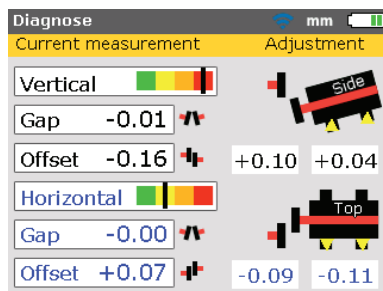 Diagnose mm
Current measurement Adjustment
Vertical Side
Gap -0.01
Offset -0.16 +0.10 +0.04
Horizontal Top
Gap -0.00
Offset +0.07 -0.09 -0.11